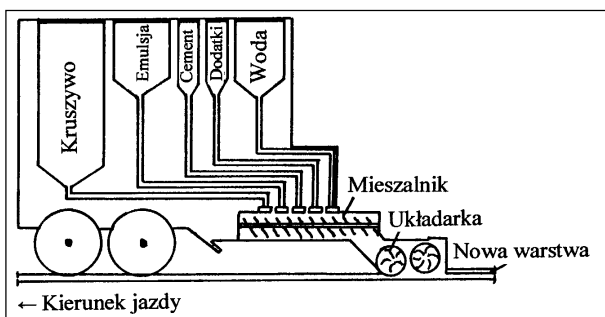 Kruszywo
Emulsja
Cement
Dodatki
Woda
Mieszalnik
Układarka
Nowa warstwa
← Kierunek jazdy